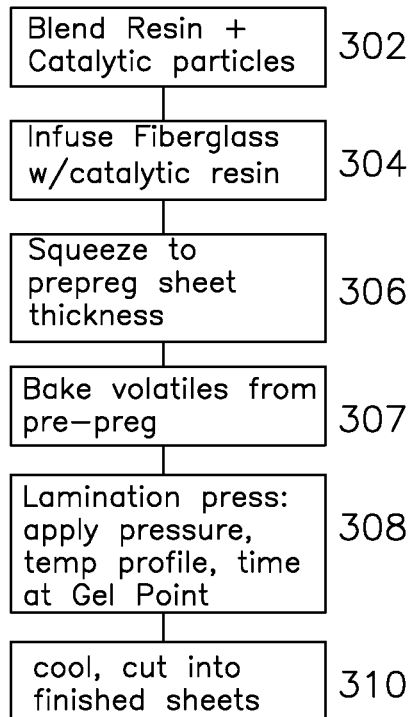 Blend Resin +
Catalytic particles
302
Infuse Fiberglass
w/catalytic resin
304
Squeeze to
prepreg sheet
thickness
306
Bake volatiles from
pre-preg
307
Lamination press:
apply pressure,
temp profile, time
at Gel Point
308
cool, cut into
finished sheets
310